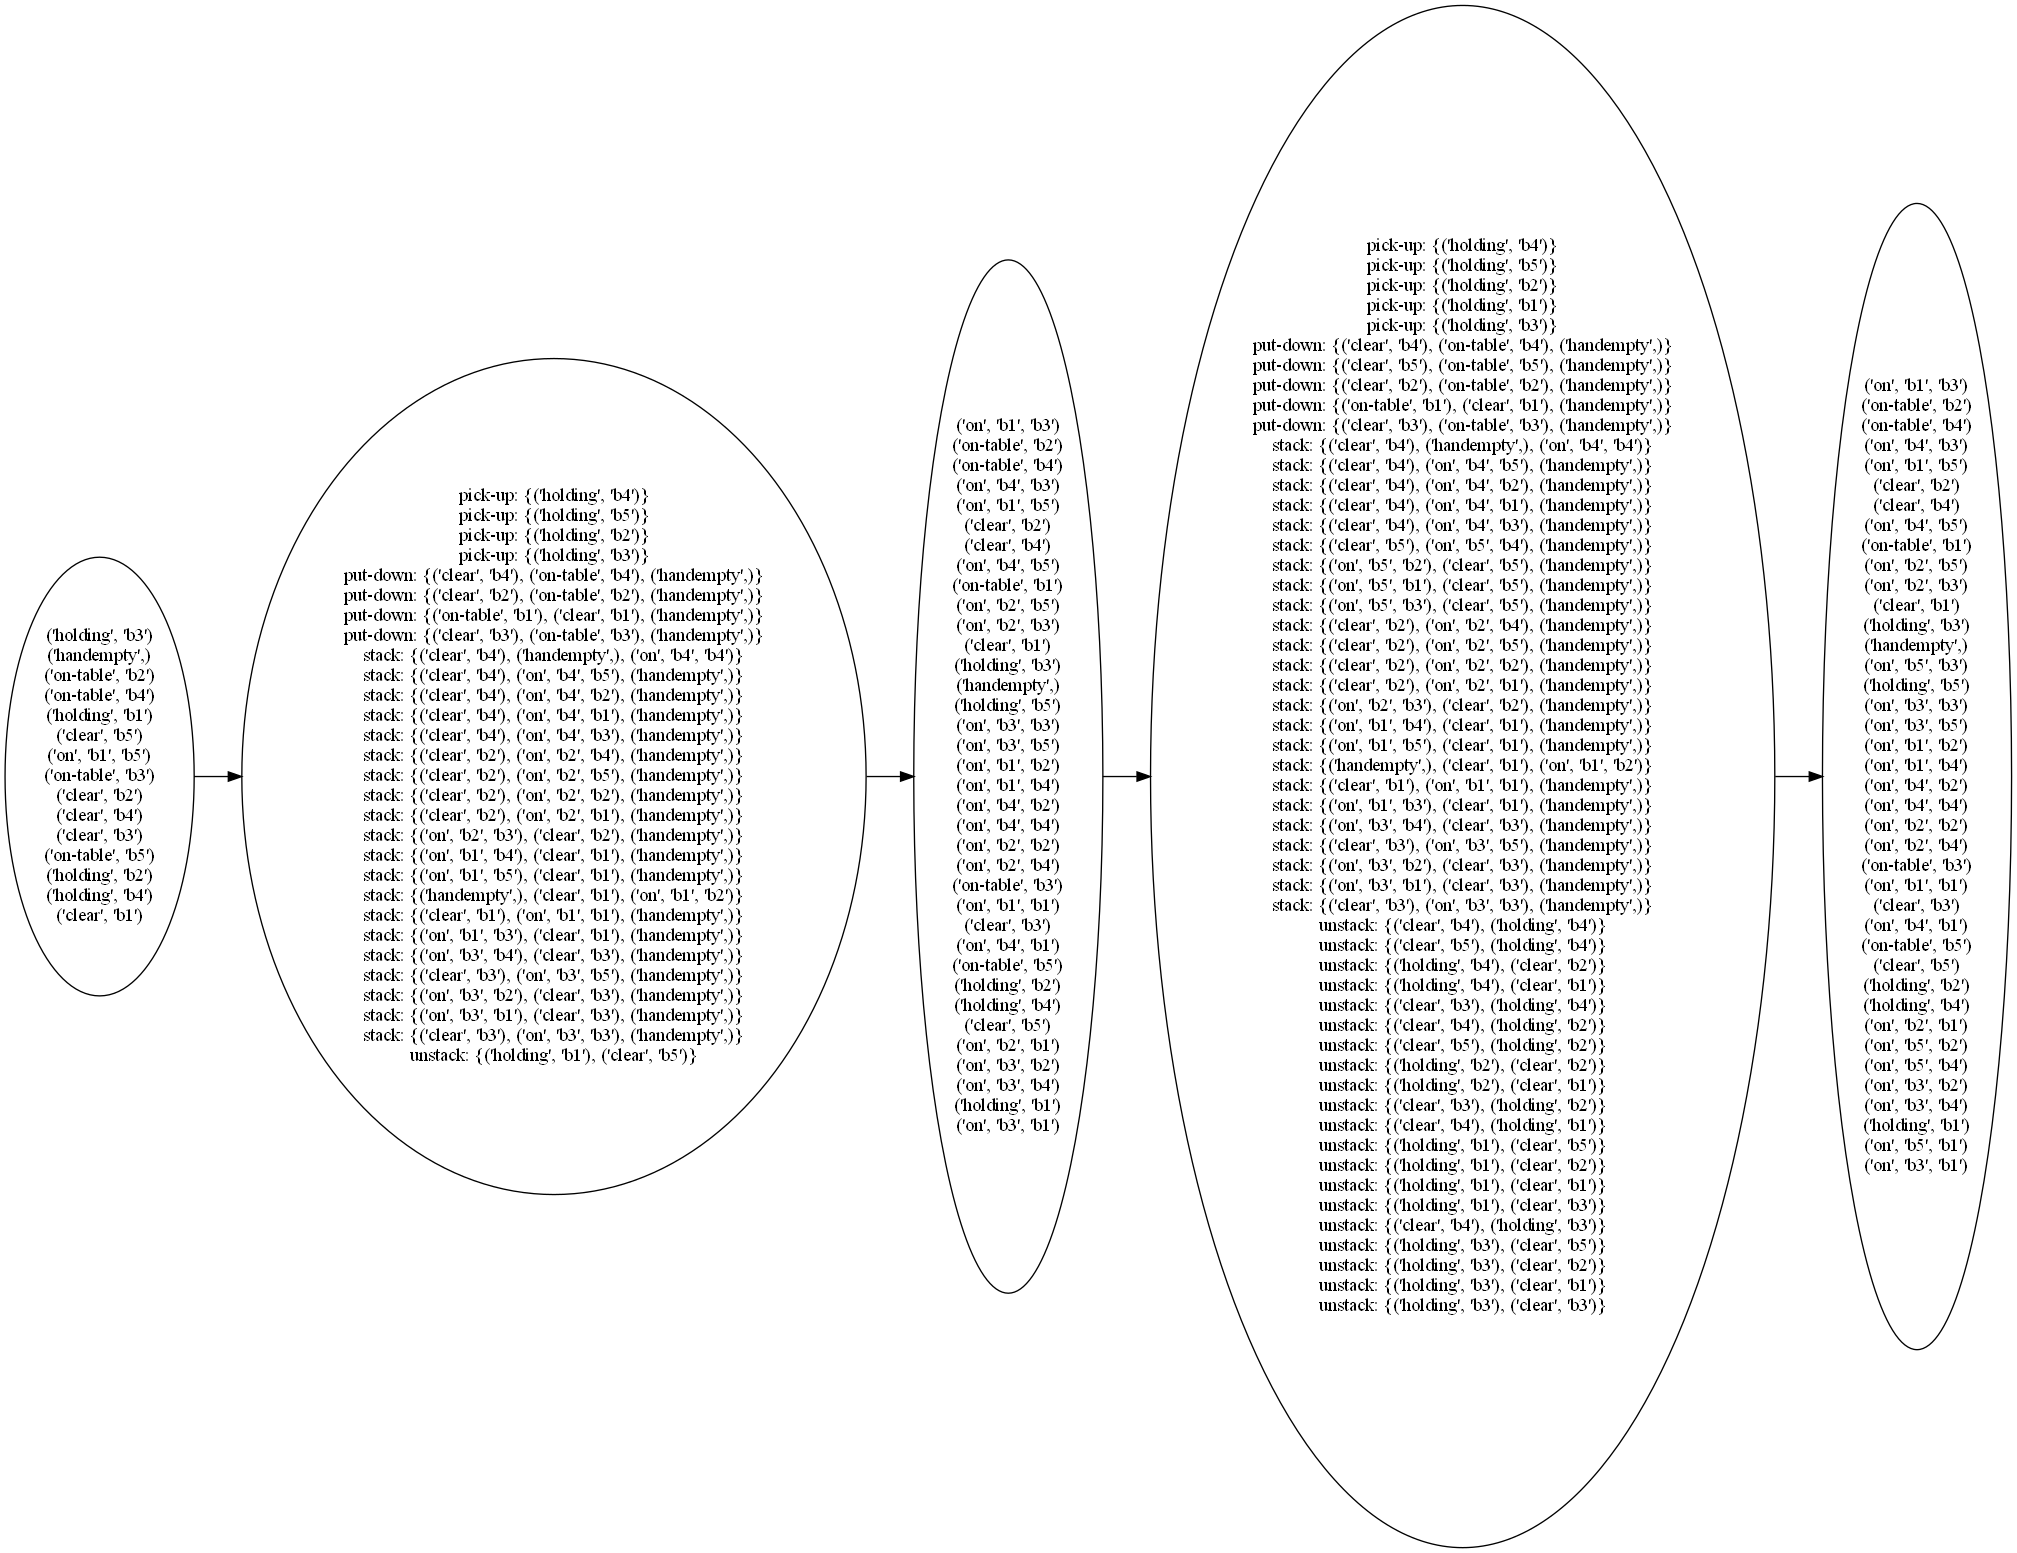 ('holding', 'b3')
('handempty',)
('on-table', 'b2')
('on-table', 'b4')
('holding', 'b1')
('clear', 'b5')
('on', 'b1', 'b5')
('on-table', 'b3')
('clear', 'b2')
('clear', 'b4')
('clear', 'b3')
('on-table', 'b5')
('holding', 'b2')
('holding', 'b4')
('clear', 'b1')
pick-up: {('holding', 'b4')}
pick-up: {('holding', 'b5')}
pick-up: {('holding', 'b2')}
pick-up: {('holding', 'b3')}
put-down: {('clear', 'b4'), ('on-table', 'b4'), ('handempty',)}
put-down: {('clear', 'b2'), ('on-table', 'b2'), ('handempty',)}
put-down: {('on-table', 'b1'), ('clear', 'b1'), ('handempty',)}
put-down: {('clear', 'b3'), ('on-table', 'b3'), ('handempty',)}
stack: {('clear', 'b4'), ('handempty',), ('on', 'b4', 'b4')}
stack: {('clear', 'b4'), ('on', 'b4', 'b5'), ('handempty',)}
stack: {('clear', 'b4'), ('on', 'b4', 'b2'), ('handempty',)}
stack: {('clear', 'b4'), ('on', 'b4', 'b1'), ('handempty',)}
stack: {('clear', 'b4'), ('on', 'b4', 'b3'), ('handempty',)}
stack: {('clear', 'b2'), ('on', 'b2', 'b4'), ('handempty',)}
stack: {('clear', 'b2'), ('on', 'b2', 'b5'), ('handempty',)}
stack: {('clear', 'b2'), ('on', 'b2', 'b2'), ('handempty',)}
stack: {('clear', 'b2'), ('on', 'b2', 'b1'), ('handempty',)}
stack: {('on', 'b2', 'b3'), ('clear', 'b2'), ('handempty',)}
stack: {('on', 'b1', 'b4'), ('clear', 'b1'), ('handempty',)}
stack: {('on', 'b1', 'b5'), ('clear', 'b1'), ('handempty',)}
stack: {('handempty',), ('clear', 'b1'), ('on', 'b1', 'b2')}
stack: {('clear', 'b1'), ('on', 'b1', 'b1'), ('handempty',)}
stack: {('on', 'b1', 'b3'), ('clear', 'b1'), ('handempty',)}
stack: {('on', 'b3', 'b4'), ('clear', 'b3'), ('handempty',)}
stack: {('clear', 'b3'), ('on', 'b3', 'b5'), ('handempty',)}
stack: {('on', 'b3', 'b2'), ('clear', 'b3'), ('handempty',)}
stack: {('on', 'b3', 'b1'), ('clear', 'b3'), ('handempty',)}
stack: {('clear', 'b3'), ('on', 'b3', 'b3'), ('handempty',)}
unstack: {('holding', 'b1'), ('clear', 'b5')}
('on', 'b1', 'b3')
('on-table', 'b2')
('on-table', 'b4')
('on', 'b4', 'b3')
('on', 'b1', 'b5')
('clear', 'b2')
('clear', 'b4')
('on', 'b4', 'b5')
('on-table', 'b1')
('on', 'b2', 'b5')
('on', 'b2', 'b3')
('clear', 'b1')
('holding', 'b3')
('handempty',)
('holding', 'b5')
('on', 'b3', 'b3')
('on', 'b3', 'b5')
('on', 'b1', 'b2')
('on', 'b1', 'b4')
('on', 'b4', 'b2')
('on', 'b4', 'b4')
('on', 'b2', 'b2')
('on', 'b2', 'b4')
('on-table', 'b3')
('on', 'b1', 'b1')
('clear', 'b3')
('on', 'b4', 'b1')
('on-table', 'b5')
('holding', 'b2')
('holding', 'b4')
('clear', 'b5')
('on', 'b2', 'b1')
('on', 'b3', 'b2')
('on', 'b3', 'b4')
('holding', 'b1')
('on', 'b3', 'b1')
pick-up: {('holding', 'b4')}
pick-up: {('holding', 'b5')}
pick-up: {('holding', 'b2')}
pick-up: {('holding', 'b1')}
pick-up: {('holding', 'b3')}
put-down: {('clear', 'b4'), ('on-table', 'b4'), ('handempty',)}
put-down: {('clear', 'b5'), ('on-table', 'b5'), ('handempty',)}
put-down: {('clear', 'b2'), ('on-table', 'b2'), ('handempty',)}
put-down: {('on-table', 'b1'), ('clear', 'b1'), ('handempty',)}
put-down: {('clear', 'b3'), ('on-table', 'b3'), ('handempty',)}
stack: {('clear', 'b4'), ('handempty',), ('on', 'b4', 'b4')}
stack: {('clear', 'b4'), ('on', 'b4', 'b5'), ('handempty',)}
stack: {('clear', 'b4'), ('on', 'b4', 'b2'), ('handempty',)}
stack: {('clear', 'b4'), ('on', 'b4', 'b1'), ('handempty',)}
stack: {('clear', 'b4'), ('on', 'b4', 'b3'), ('handempty',)}
stack: {('clear', 'b5'), ('on', 'b5', 'b4'), ('handempty',)}
stack: {('on', 'b5', 'b2'), ('clear', 'b5'), ('handempty',)}
stack: {('on', 'b5', 'b1'), ('clear', 'b5'), ('handempty',)}
stack: {('on', 'b5', 'b3'), ('clear', 'b5'), ('handempty',)}
stack: {('clear', 'b2'), ('on', 'b2', 'b4'), ('handempty',)}
stack: {('clear', 'b2'), ('on', 'b2', 'b5'), ('handempty',)}
stack: {('clear', 'b2'), ('on', 'b2', 'b2'), ('handempty',)}
stack: {('clear', 'b2'), ('on', 'b2', 'b1'), ('handempty',)}
stack: {('on', 'b2', 'b3'), ('clear', 'b2'), ('handempty',)}
stack: {('on', 'b1', 'b4'), ('clear', 'b1'), ('handempty',)}
stack: {('on', 'b1', 'b5'), ('clear', 'b1'), ('handempty',)}
stack: {('handempty',), ('clear', 'b1'), ('on', 'b1', 'b2')}
stack: {('clear', 'b1'), ('on', 'b1', 'b1'), ('handempty',)}
stack: {('on', 'b1', 'b3'), ('clear', 'b1'), ('handempty',)}
stack: {('on', 'b3', 'b4'), ('clear', 'b3'), ('handempty',)}
stack: {('clear', 'b3'), ('on', 'b3', 'b5'), ('handempty',)}
stack: {('on', 'b3', 'b2'), ('clear', 'b3'), ('handempty',)}
stack: {('on', 'b3', 'b1'), ('clear', 'b3'), ('handempty',)}
stack: {('clear', 'b3'), ('on', 'b3', 'b3'), ('handempty',)}
unstack: {('clear', 'b4'), ('holding', 'b4')}
unstack: {('clear', 'b5'), ('holding', 'b4')}
unstack: {('holding', 'b4'), ('clear', 'b2')}
unstack: {('holding', 'b4'), ('clear', 'b1')}
unstack: {('clear', 'b3'), ('holding', 'b4')}
unstack: {('clear', 'b4'), ('holding', 'b2')}
unstack: {('clear', 'b5'), ('holding', 'b2')}
unstack: {('holding', 'b2'), ('clear', 'b2')}
unstack: {('holding', 'b2'), ('clear', 'b1')}
unstack: {('clear', 'b3'), ('holding', 'b2')}
unstack: {('clear', 'b4'), ('holding', 'b1')}
unstack: {('holding', 'b1'), ('clear', 'b5')}
unstack: {('holding', 'b1'), ('clear', 'b2')}
unstack: {('holding', 'b1'), ('clear', 'b1')}
unstack: {('holding', 'b1'), ('clear', 'b3')}
unstack: {('clear', 'b4'), ('holding', 'b3')}
unstack: {('holding', 'b3'), ('clear', 'b5')}
unstack: {('holding', 'b3'), ('clear', 'b2')}
unstack: {('holding', 'b3'), ('clear', 'b1')}
unstack: {('holding', 'b3'), ('clear', 'b3')}
('on', 'b1', 'b3')
('on-table', 'b2')
('on-table', 'b4')
('on', 'b4', 'b3')
('on', 'b1', 'b5')
('clear', 'b2')
('clear', 'b4')
('on', 'b4', 'b5')
('on-table', 'b1')
('on', 'b2', 'b5')
('on', 'b2', 'b3')
('clear', 'b1')
('holding', 'b3')
('handempty',)
('on', 'b5', 'b3')
('holding', 'b5')
('on', 'b3', 'b3')
('on', 'b3', 'b5')
('on', 'b1', 'b2')
('on', 'b1', 'b4')
('on', 'b4', 'b2')
('on', 'b4', 'b4')
('on', 'b2', 'b2')
('on', 'b2', 'b4')
('on-table', 'b3')
('on', 'b1', 'b1')
('clear', 'b3')
('on', 'b4', 'b1')
('on-table', 'b5')
('clear', 'b5')
('holding', 'b2')
('holding', 'b4')
('on', 'b2', 'b1')
('on', 'b5', 'b2')
('on', 'b5', 'b4')
('on', 'b3', 'b2')
('on', 'b3', 'b4')
('holding', 'b1')
('on', 'b5', 'b1')
('on', 'b3', 'b1')